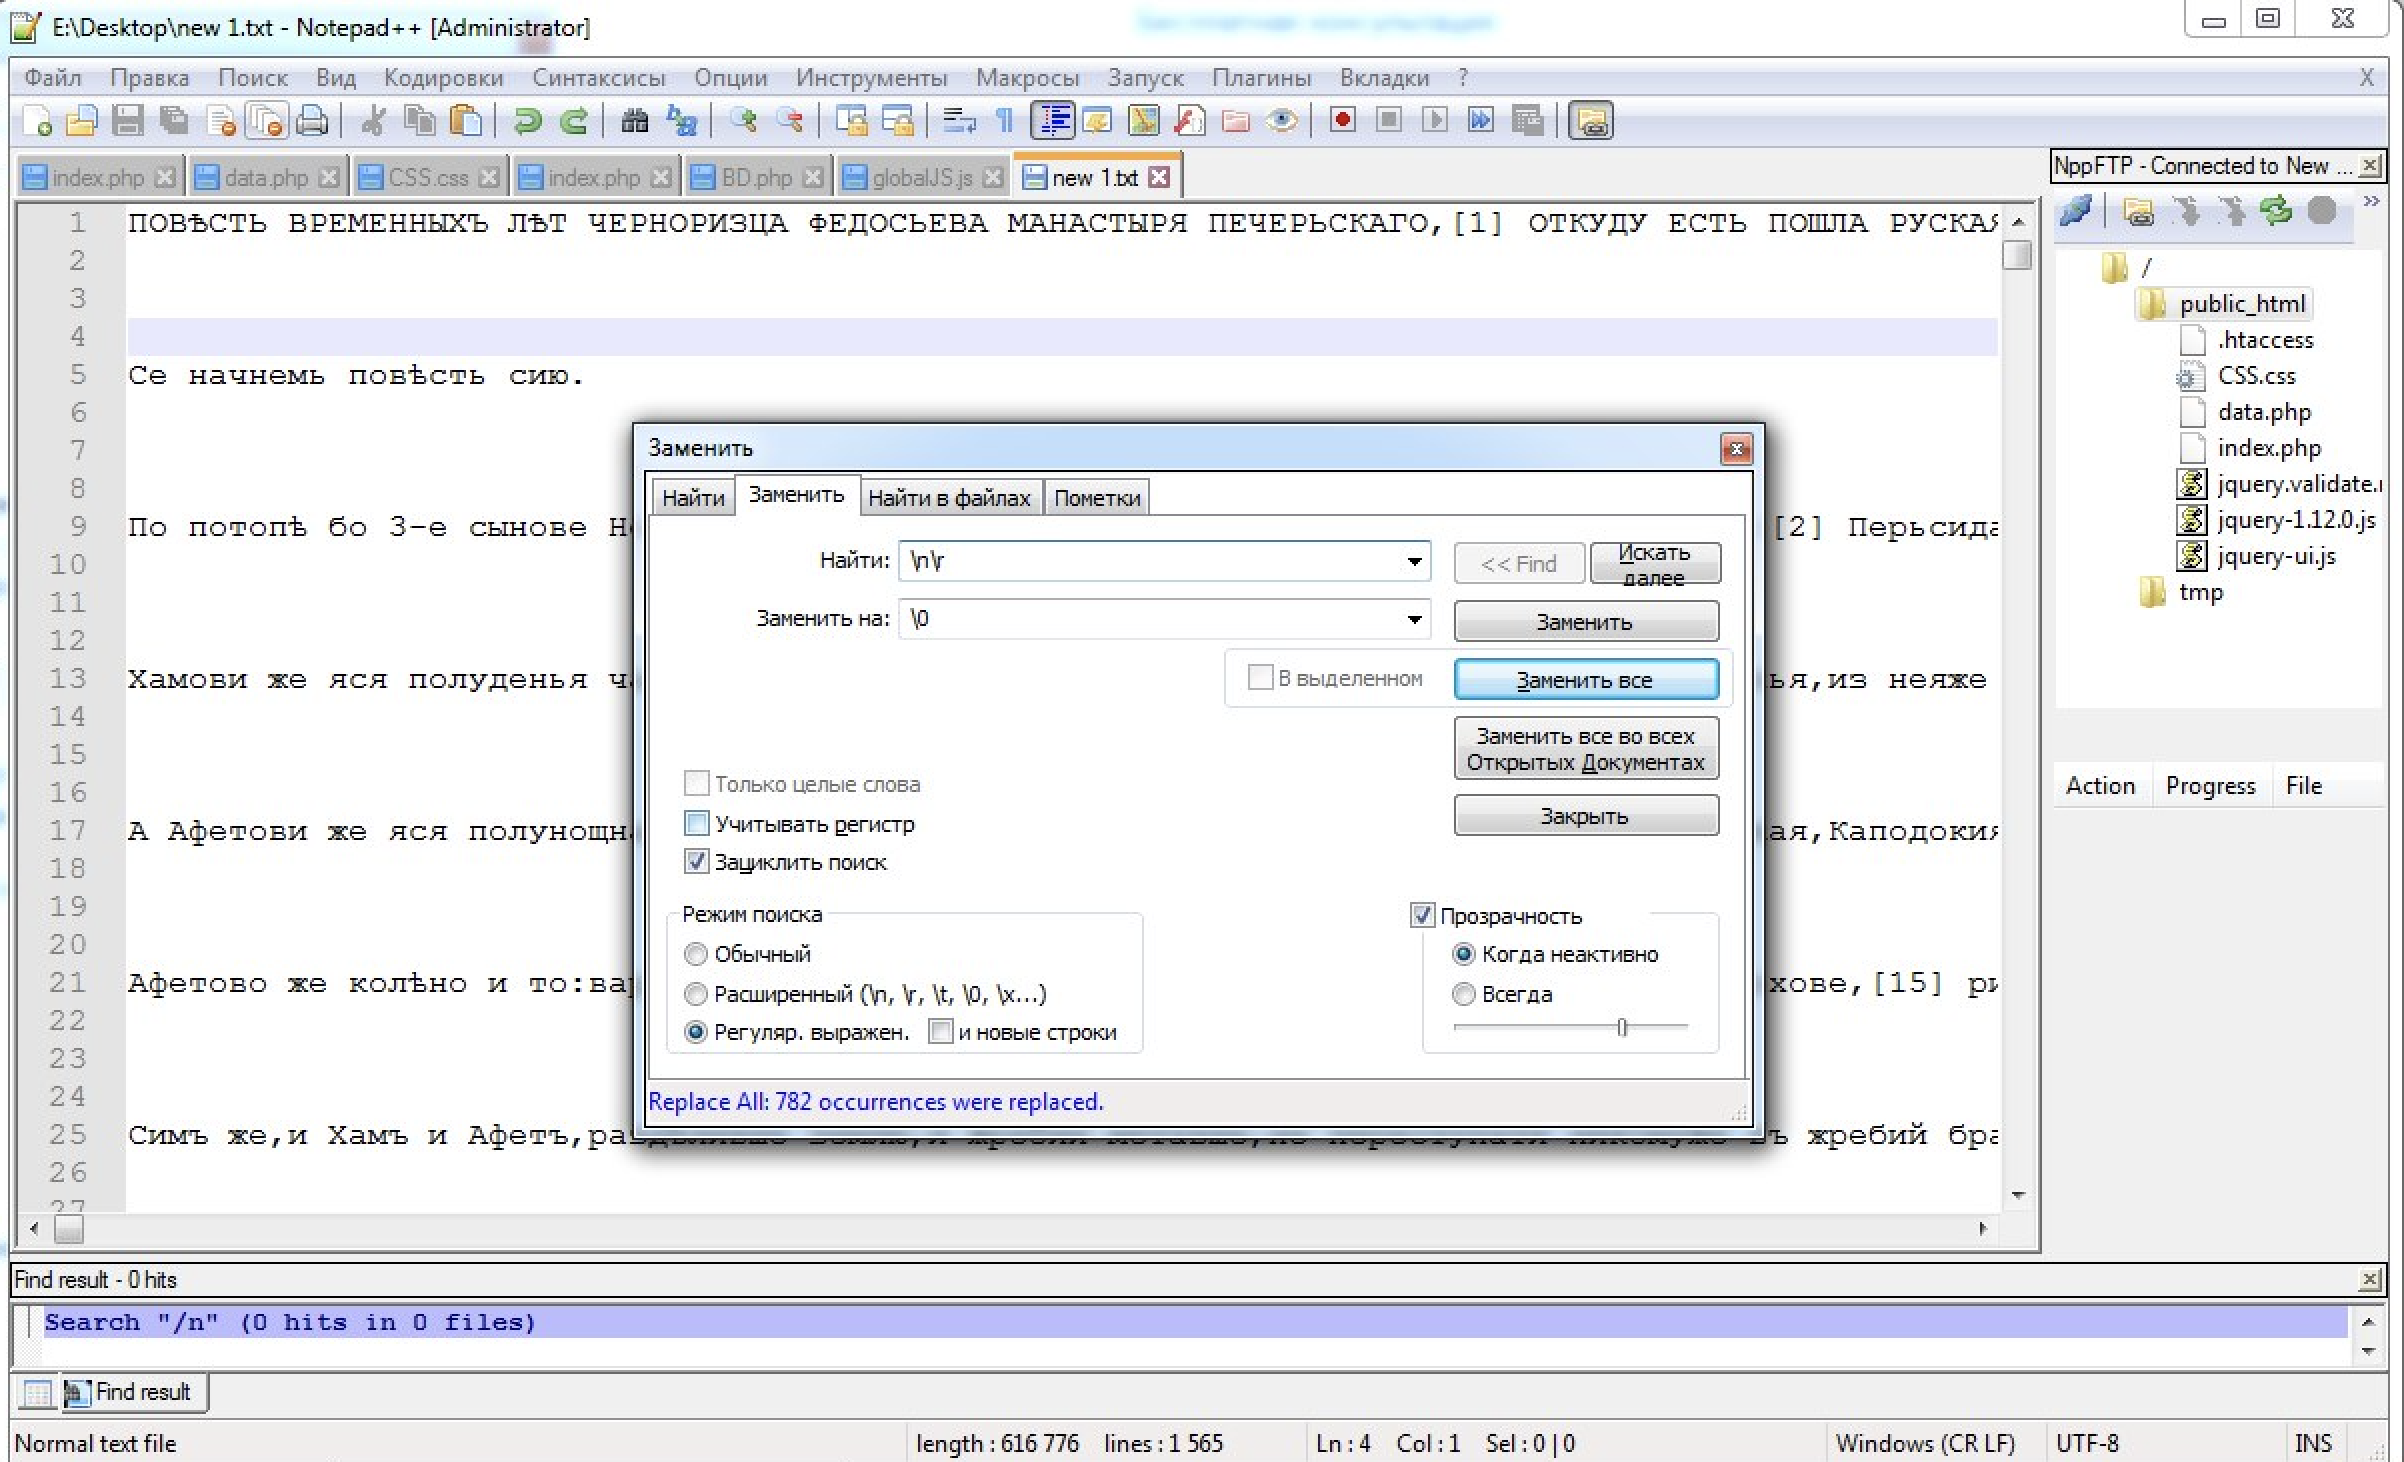 E:\Desktop\new 1.txt - Notepad++ [Administrator]
Файл Правка Поиск Вид Кодировки Синтаксисы Опции Инструменты Макросы Запуск Плагины Вкладки ? X
index.php data.php CSS.css index.php BD.php globalJS.js new 1.txt
1 ПОВѢСТЬ ВРЕМЕННЫХЪ ЛѢТ ЧЕРНОРИЗЦА ФЕДОСЬЕВА МАНАСТЫРЯ ПЕЧЕРЬСКАГО,[1] ОТКУДУ ЕСТЬ ПОШЛА РУСКАЯ
2
3
4
5 Се начнемь повѣсть сию.
6
7
8
9 По потопѣ бо 3-е сынове [2] Перьсида
10
11
12
13 Хамови же яся полуденья ья,из неяже
14
15
16
17 А Афетови же яся полунощна ая,Каподокия
18
19
20
21 Афетово же колѣно и то:вар хове,[15] ри
22
23
24
25 Симъ же,и Хамъ и Афетъ, ъ жребий бра
26
27
Заменить
Найти Заменить Найти в файлах Пометки
Найти: \n\r << Find Искать далее
Заменить на: \0 Заменить
В выделенном Заменить все
Заменить все во всех
Открытых Документах
Закрыть
Только целые слова
Учитывать регистр
Зациклить поиск
Режим поиска
Обычный
Расширенный (\n, \r, \t, \0, \x...)
Регуляр. выражен. и новые строки
Прозрачность
Когда неактивно
Всегда
Replace All: 782 occurrences were replaced.
NppFTP - Connected to New ...
/
public_html
.htaccess
CSS.css
data.php
index.php
jquery.validate.
jquery-1.12.0.js
jquery-ui.js
tmp
Action Progress File
Find result - 0 hits
Search "/n" (0 hits in 0 files)
Find result
Normal text file length : 616 776 lines : 1 565 Ln : 4 Col : 1 Sel : 0 | 0 Windows (CR LF) UTF-8 INS